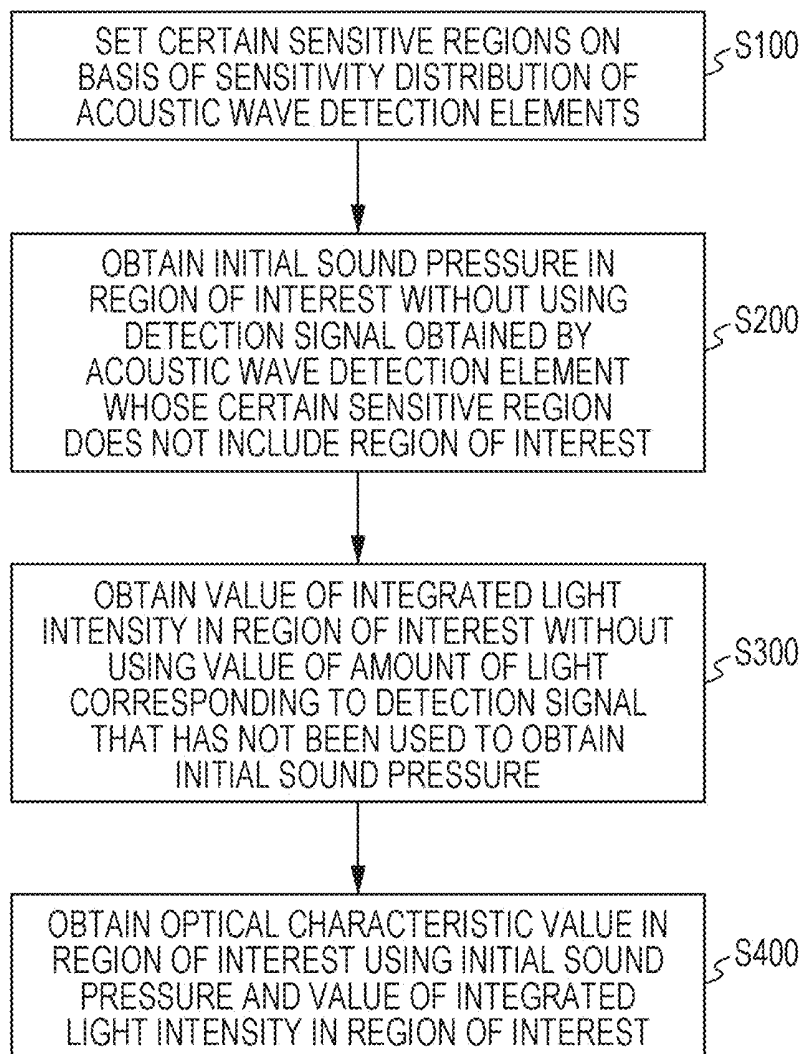 SET CERTAIN SENSITIVE REGIONS ON
BASIS OF SENSITIVITY DISTRIBUTION OF
ACOUSTIC WAVE DETECTION ELEMENTS
S100
OBTAIN INITIAL SOUND PRESSURE IN
REGION OF INTEREST WITHOUT USING
DETECTION SIGNAL OBTAINED BY
ACOUSTIC WAVE DETECTION ELEMENT
WHOSE CERTAIN SENSITIVE REGION
DOES NOT INCLUDE REGION OF INTEREST
S200
OBTAIN VALUE OF INTEGRATED LIGHT
INTENSITY IN REGION OF INTEREST WITHOUT
USING VALUE OF AMOUNT OF LIGHT
CORRESPONDING TO DETECTION SIGNAL
THAT HAS NOT BEEN USED TO OBTAIN
INITIAL SOUND PRESSURE
S300
OBTAIN OPTICAL CHARACTERISTIC VALUE IN
REGION OF INTEREST USING INITIAL SOUND
PRESSURE AND VALUE OF INTEGRATED
LIGHT INTENSITY IN REGION OF INTEREST
S400